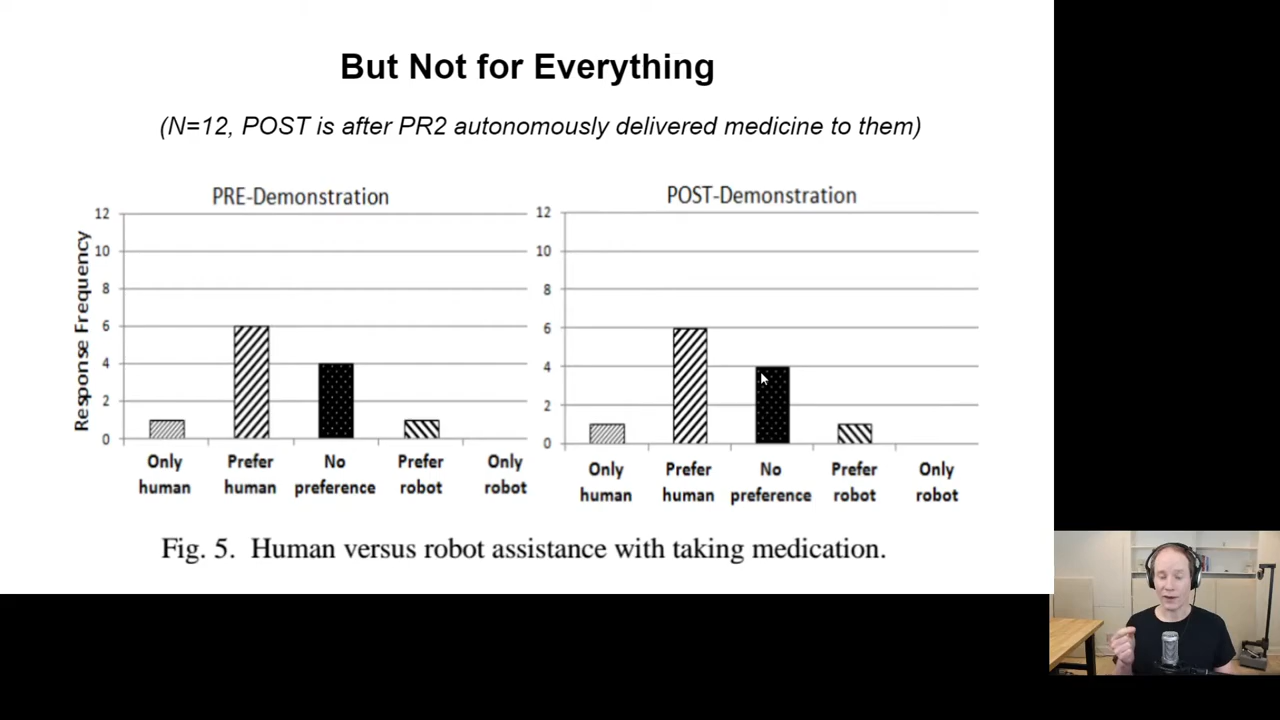 But Not for Everything
(N=12, POST is after PR2 autonomously delivered medicine to them)
PRE-Demonstration
Response Frequency
12
10
8
6
4
2
0
Only human
Prefer human
No preference
Prefer robot
Only robot
POST-Demonstration
12
10
8
6
4
2
0
Only human
Prefer human
No preference
Prefer robot
Only robot
Fig. 5. Human versus robot assistance with taking medication.